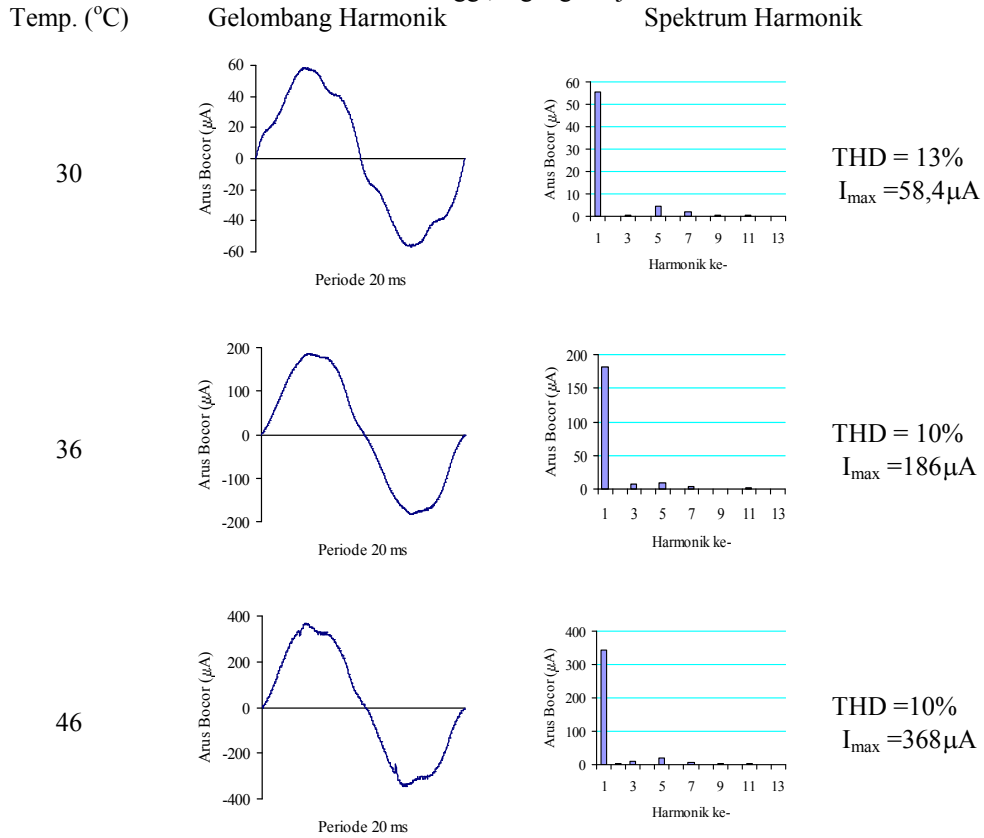 Temp. (°C) Gelombang Harmonik Spektrum Harmonik
30
Arus Bocor (μA)
60
40
20
0
-20
-40
-60
Periode 20 ms
Arus Bocor (μA)
60
50
40
30
20
10
0
1 3 5 7 9 11 13
Harmonik ke-
THD = 13%
Imax =58,4μA
36
Arus Bocor (μA)
200
100
0
-100
-200
Periode 20 ms
Arus Bocor (μA)
200
150
100
50
0
1 3 5 7 9 11 13
Harmonik ke-
THD = 10%
Imax =186μA
46
Arus Bocor (μA)
400
200
0
-200
-400
Periode 20 ms
Arus Bocor (μA)
400
300
200
100
0
1 3 5 7 9 11 13
Harmonik ke-
THD =10%
Imax =368μA